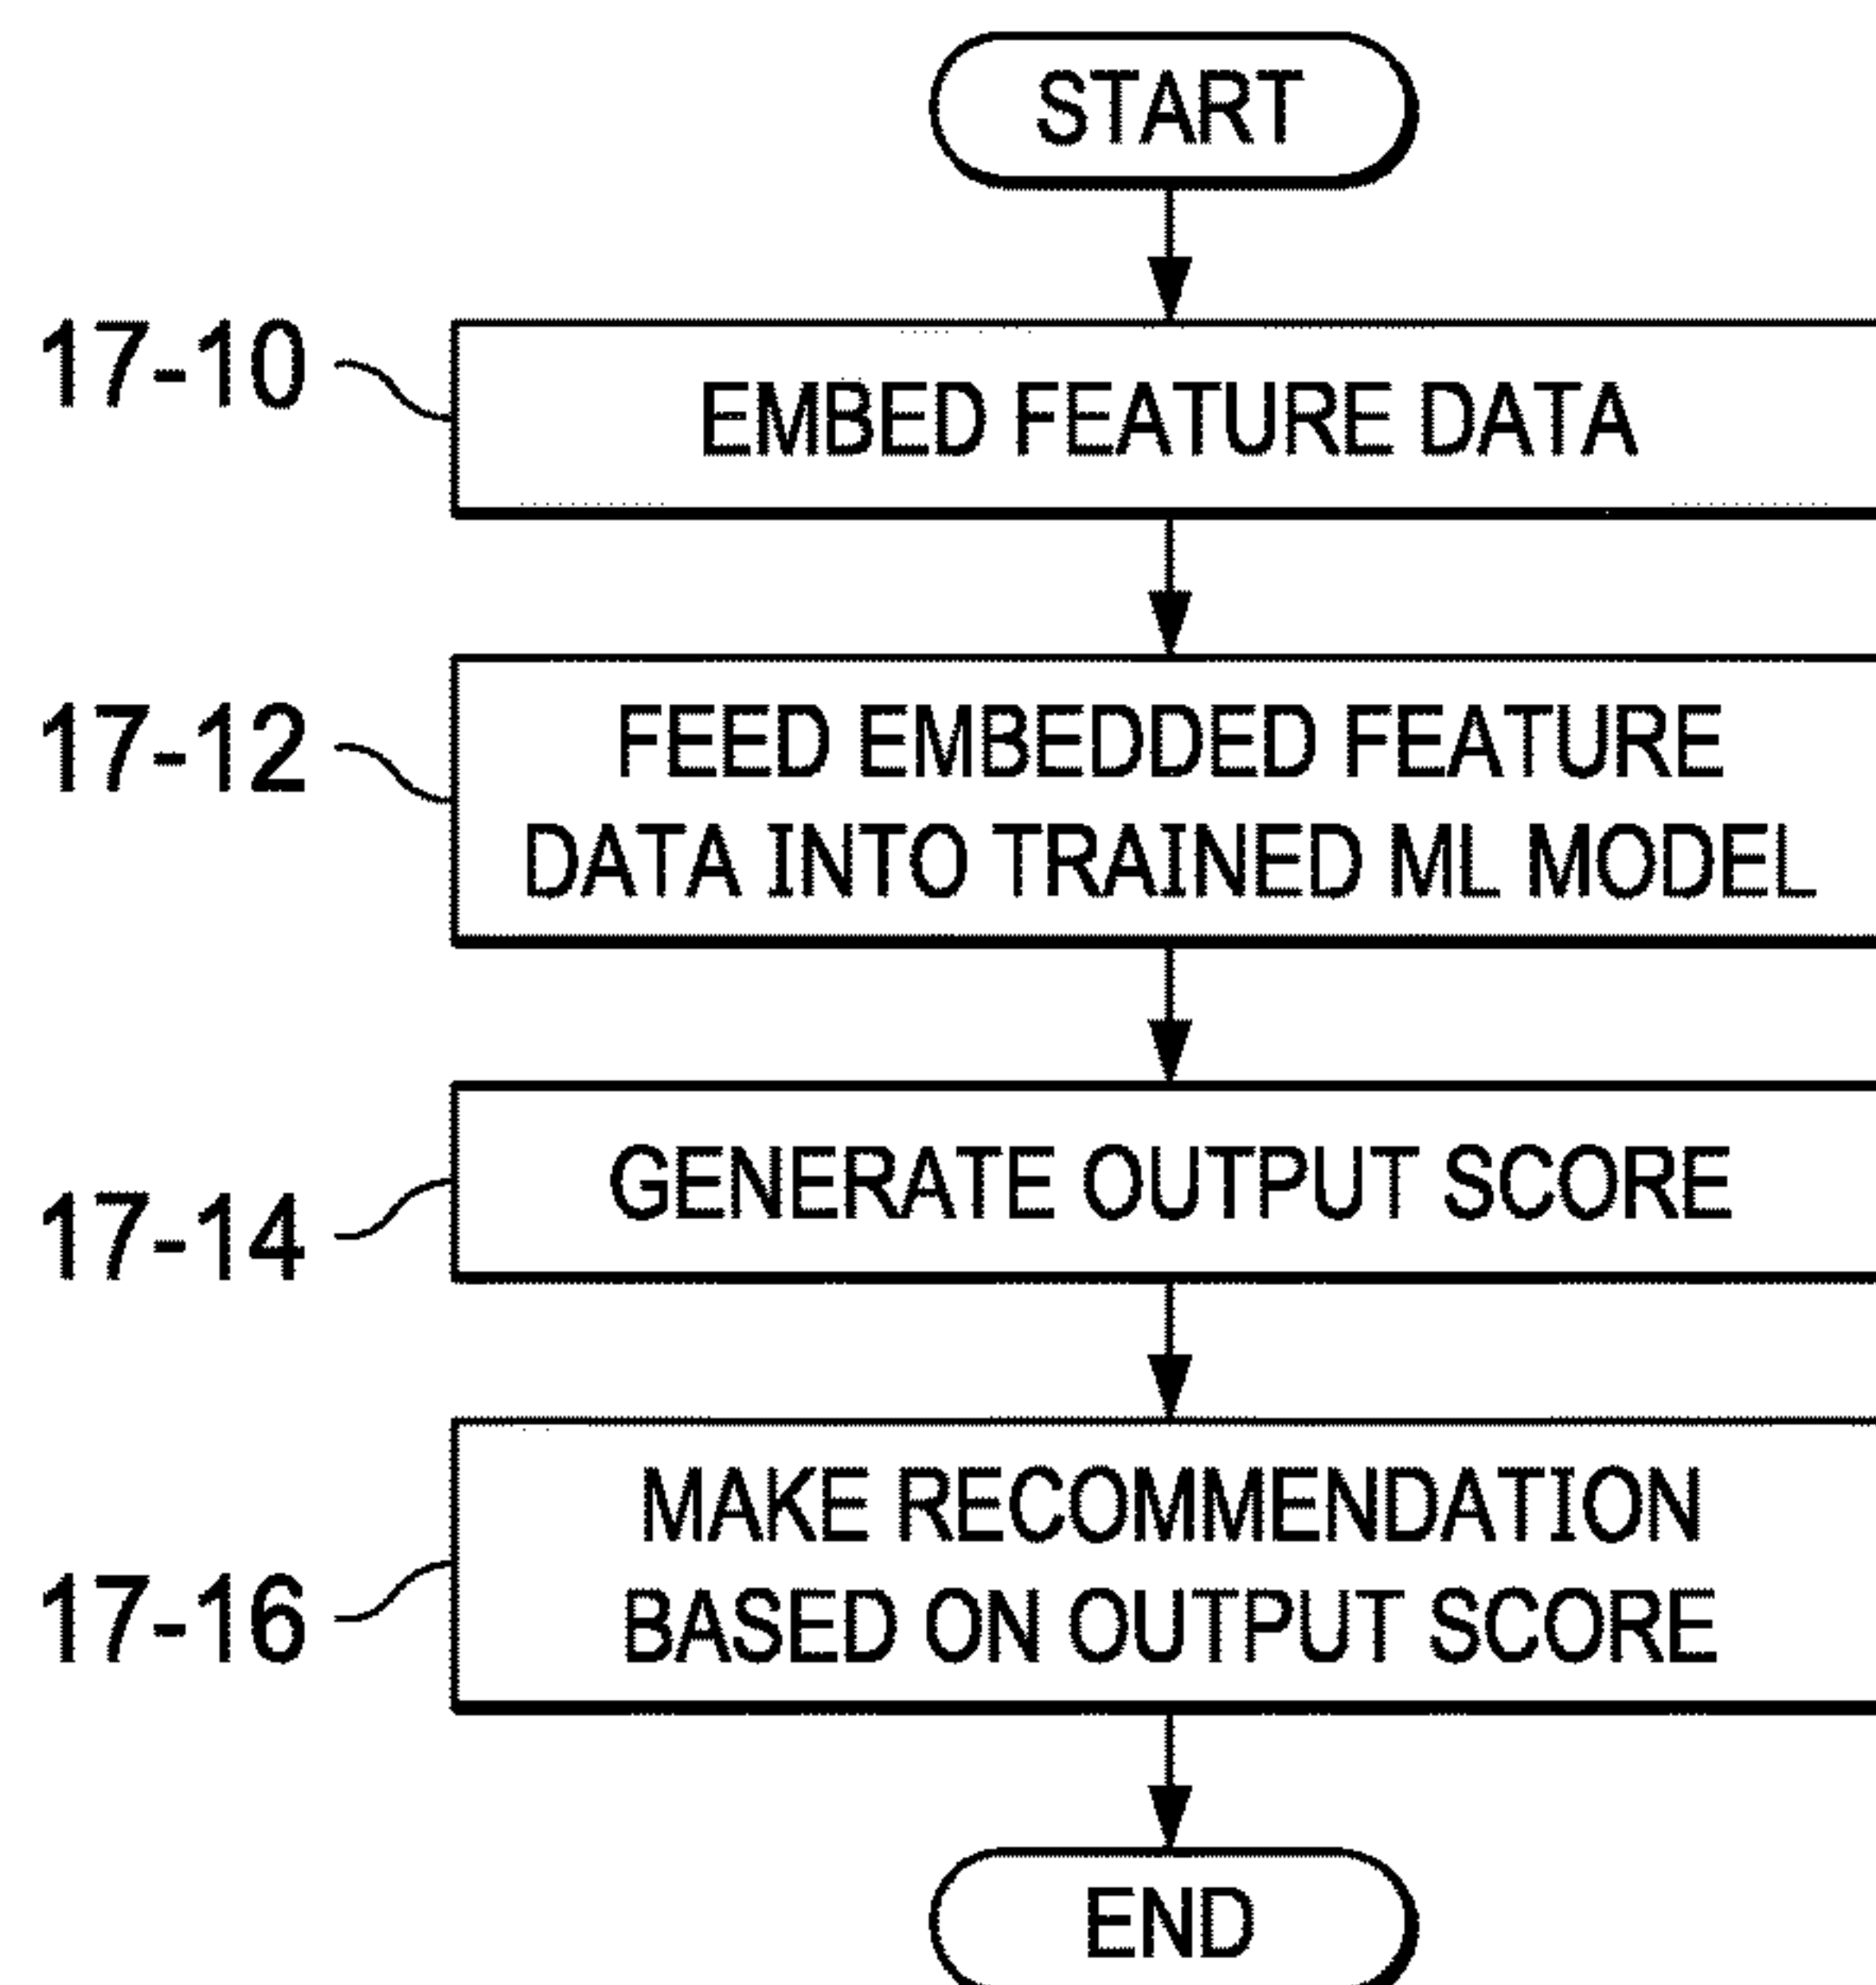 START
17-10
EMBED FEATURE DATA
17-12
FEED EMBEDDED FEATURE
DATA INTO TRAINED ML MODEL
17-14
GENERATE OUTPUT SCORE
17-16
MAKE RECOMMENDATION
BASED ON OUTPUT SCORE
END